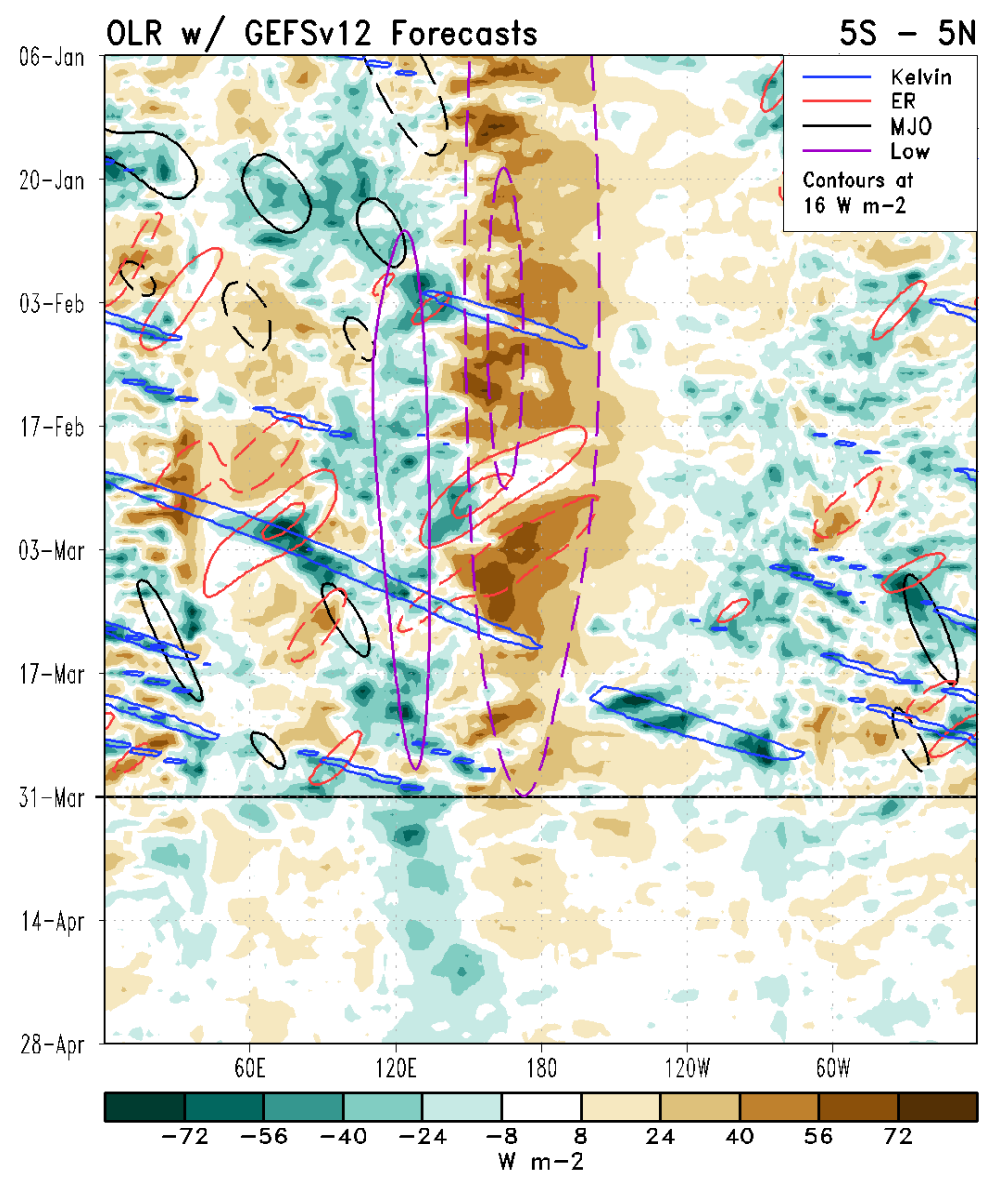 OLR w/ GEFSv12 Forecasts 5S - 5N
06-Jan
20-Jan
03-Feb
17-Feb
03-Mar
17-Mar
31-Mar
14-Apr
28-Apr
Kelvin
ER
MJO
Low
Contours at
16 W m-2
60E 120E 180 120W 60W
-72 -56 -40 -24 -8 8 24 40 56 72
W m-2